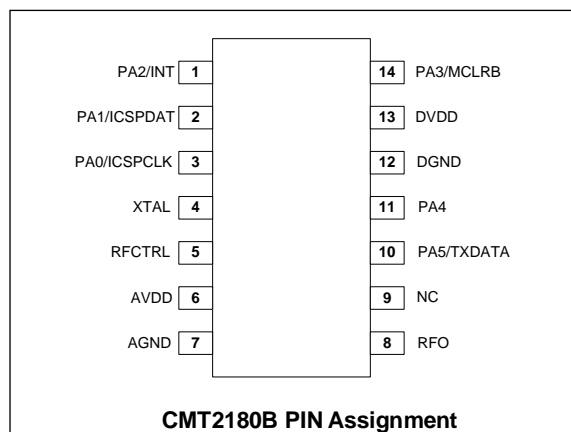 PA2/INT 1 14 PA3/MCLRB
PA1/ICSPDAT 2 13 DVDD
PA0/ICSPCLK 3 12 DGND
XTAL 4 11 PA4
RFCTRL 5 10 PA5/TXDATA
AVDD 6 9 NC
AGND 7 8 RFO
CMT2180B PIN Assignment